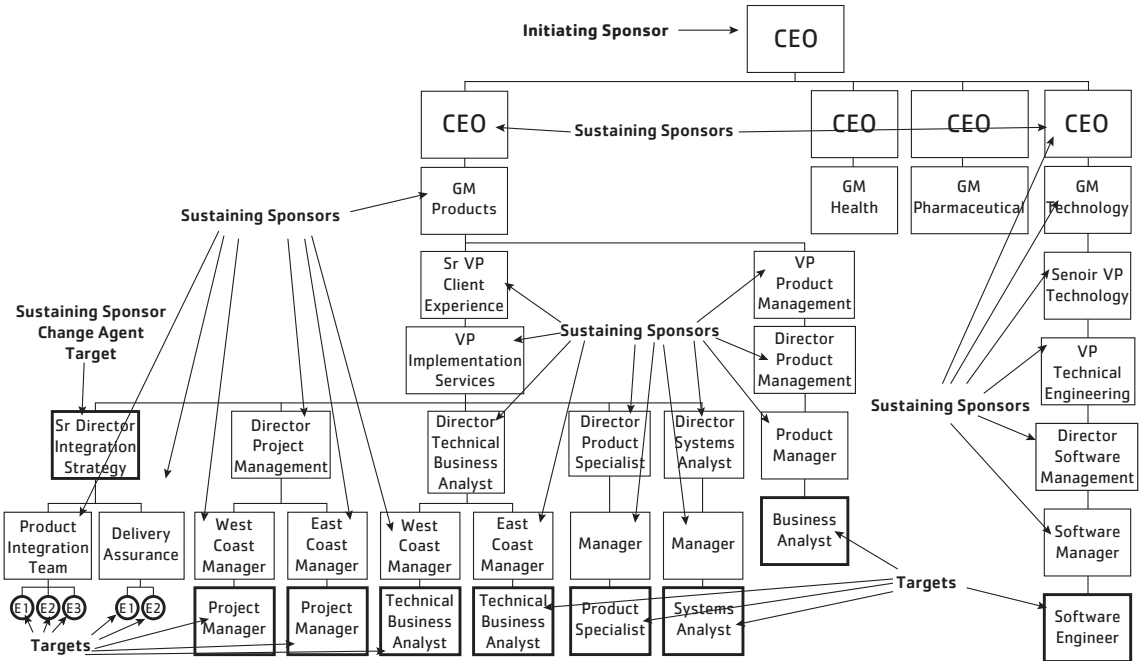 Initiating Sponsor
CEO
CEO
Sustaining Sponsors
CEO
CEO
CEO
GM
Products
GM
Health
GM
Pharmaceutical
GM
Technology
Sustaining Sponsors
Sr VP
Client
Experience
VP
Product
Management
Senoir VP
Technology
Sustaining Sponsor
Change Agent
Target
Sustaining Sponsors
VP
Implementation
Services
Director
Product
Management
VP
Technical
Engineering
Sustaining Sponsors
Sr Director
Integration
Strategy
Director
Project
Management
Director
Technical
Business
Analyst
Director
Product
Specialist
Director
Systems
Analyst
Product
Manager
Director
Software
Management
Product
Integration
Team
Delivery
Assurance
West
Coast
Manager
East
Coast
Manager
West
Coast
Manager
East
Coast
Manager
Manager
Manager
Business
Analyst
Software
Manager
Targets
E1
E2
E3
E1
E2
Project
Manager
Project
Manager
Technical
Business
Analyst
Technical
Business
Analyst
Product
Specialist
Systems
Analyst
Software
Engineer
Targets